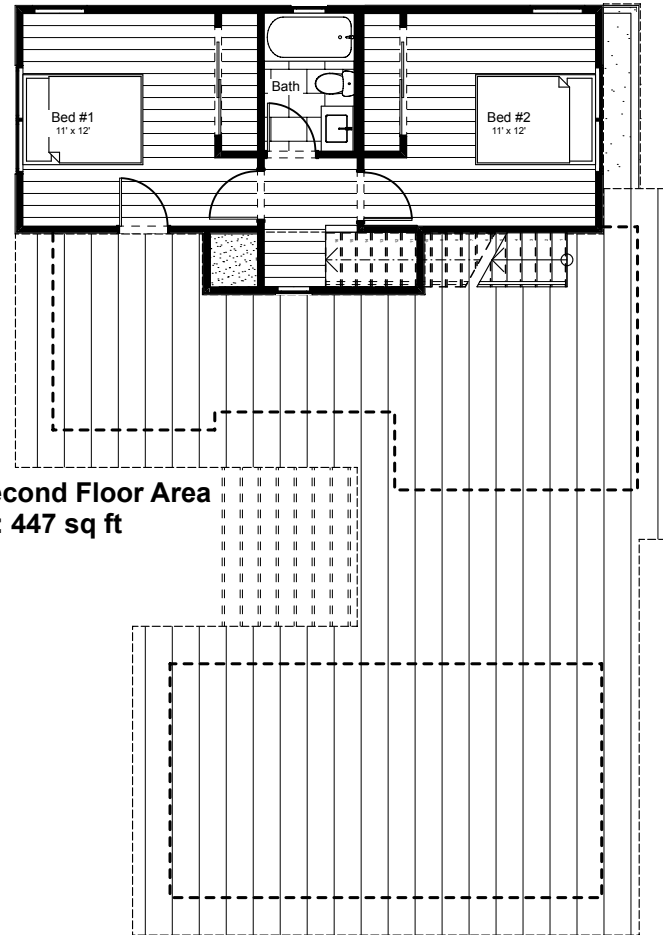 Bed #1
11' x 12'
Bath
Bed #2
11' x 12'
econd Floor Area
: 447 sq ft